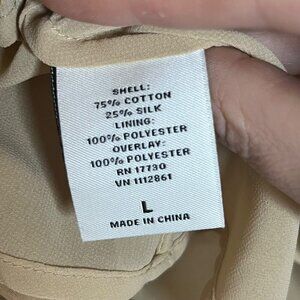 SHELL:
75% COTTON
25% SILK
LINING:
100% POLYESTER
OVERLAY:
100% POLYESTER
RN 17730
VN 1112861
L
MADE IN CHINA